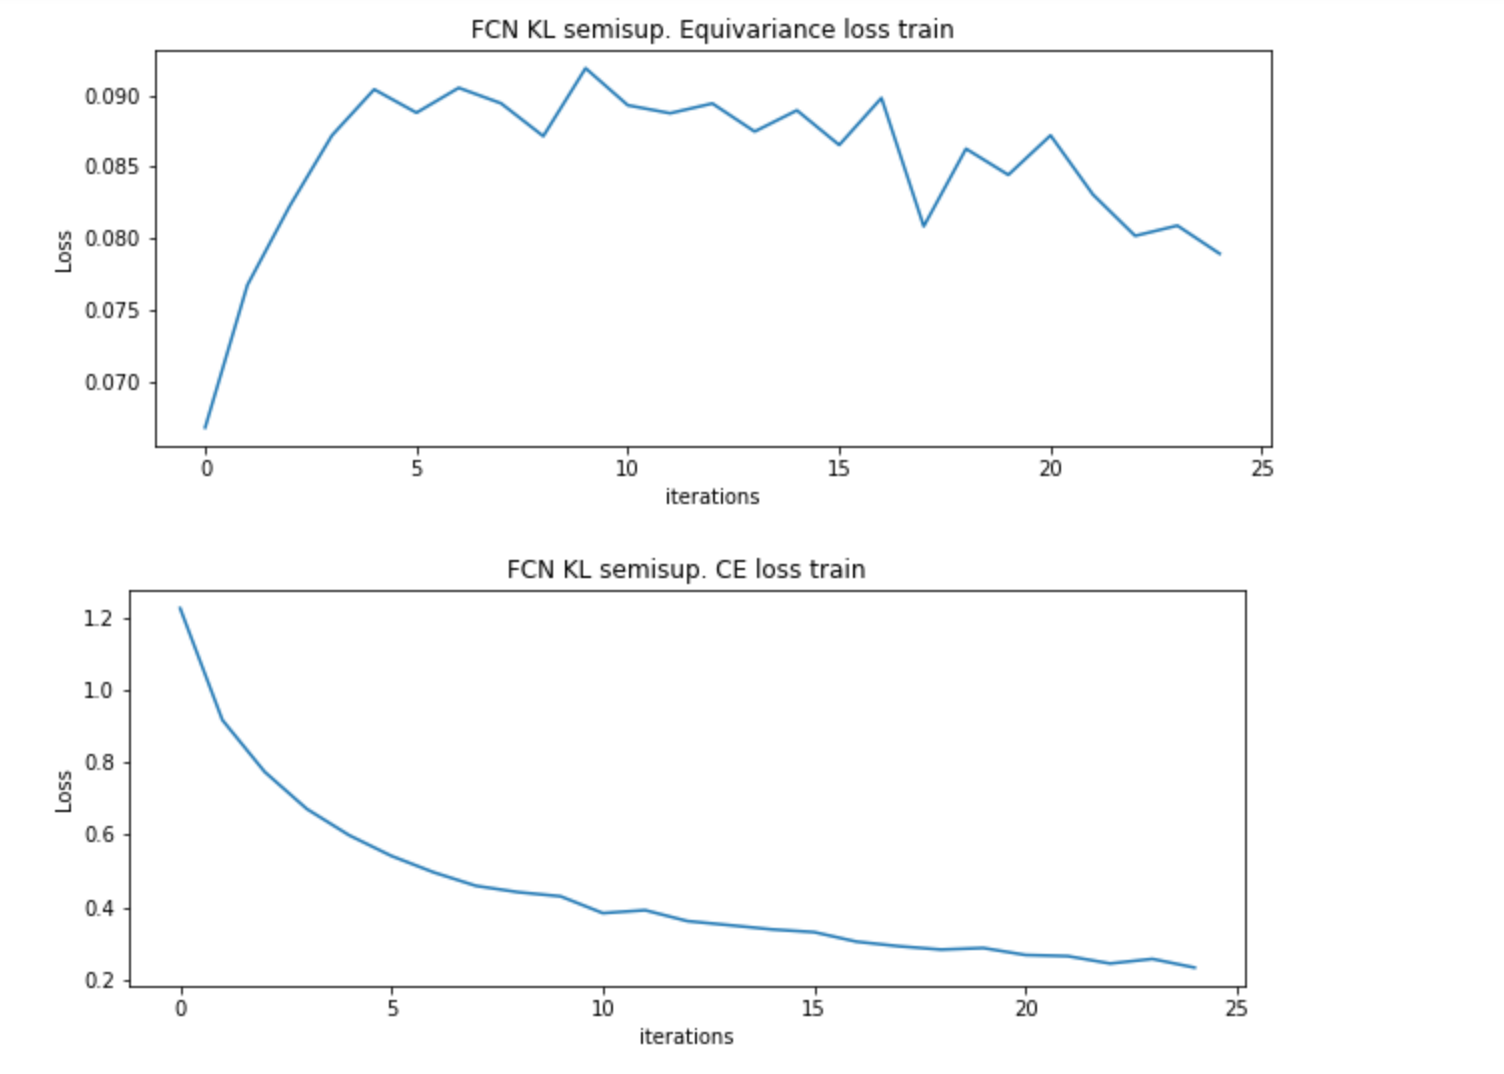 FCN KL semisup. Equivariance loss train
0.090
0.085
0.080
0.075
0.070
Loss
0 5 10 15 20 25
iterations
FCN KL semisup. CE loss train
1.2
1.0
0.8
0.6
0.4
0.2
Loss
0 5 10 15 20 25
iterations